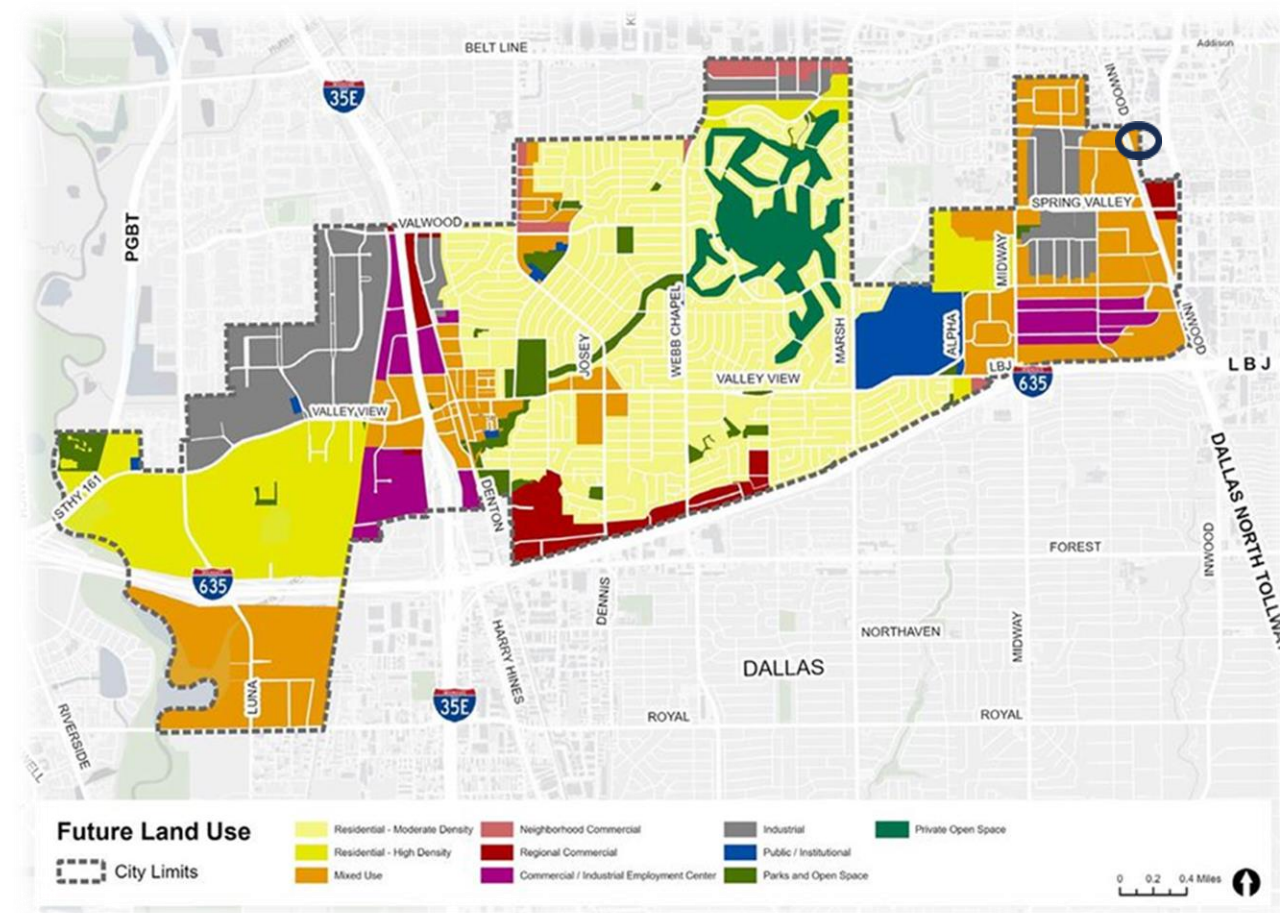 BELT LINE
Addison
INWOOD
INTERSTATE
35E
PGBT
VALWOOD
SPRING VALLEY
MIDWAY
JOSEY
WEBB CHAPEL
MARSH
ALPHA
INWOOD
LBJ
LBJ
635
VALLEY VIEW
VALLEY VIEW
STHY 161
DENTON
DALLAS NORTH TOLLWAY
INWOOD
FOREST
635
DENNIS
HARRY HINES
NORTHAVEN
MIDWAY
DALLAS
LUNA
35E
ROYAL
ROYAL
RIVERSIDE
Future Land Use
City Limits
Residential - Moderate Density
Residential - High Density
Mixed Use
Neighborhood Commercial
Regional Commercial
Commercial / Industrial Employment Center
Industrial
Public / Institutional
Parks and Open Space
Private Open Space
0 0.2 0.4 Miles